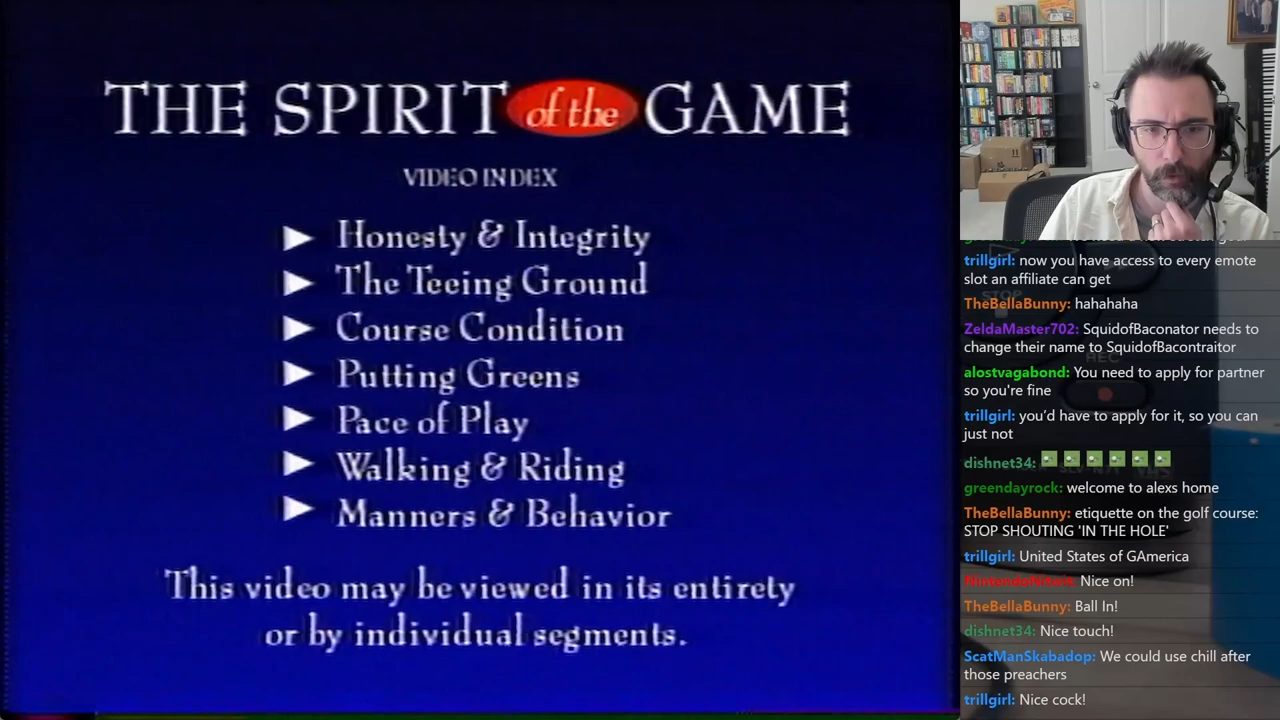 THE SPIRIT of the GAME
VIDEO INDEX
Honesty & Integrity
The Teeing Ground
Course Condition
Putting Greens
Pace of Play
Walking & Riding
Manners & Behavior
This video may be viewed in its entirety
or by individual segments.
trillgirl: now you have access to every emote
slot an affiliate can get
TheBellaBunny: hahahaha
ZeldaMaster702: SquidofBaconator needs to
change their name to SquidofBacontraitor
alostvagabond: You need to apply for partner
so you're fine
trillgirl: you'd have to apply for it, so you can
just not
dishnet34:
greendayrock: welcome to alexs home
TheBellaBunny: etiquette on the golf course:
STOP SHOUTING 'IN THE HOLE'
trillgirl: United States of GAmerica
Nice on!
TheBellaBunny: Ball In!
dishnet34: Nice touch!
ScatManSkabadop: We could use chill after
those preachers
trillgirl: Nice cock!
STOP
REC